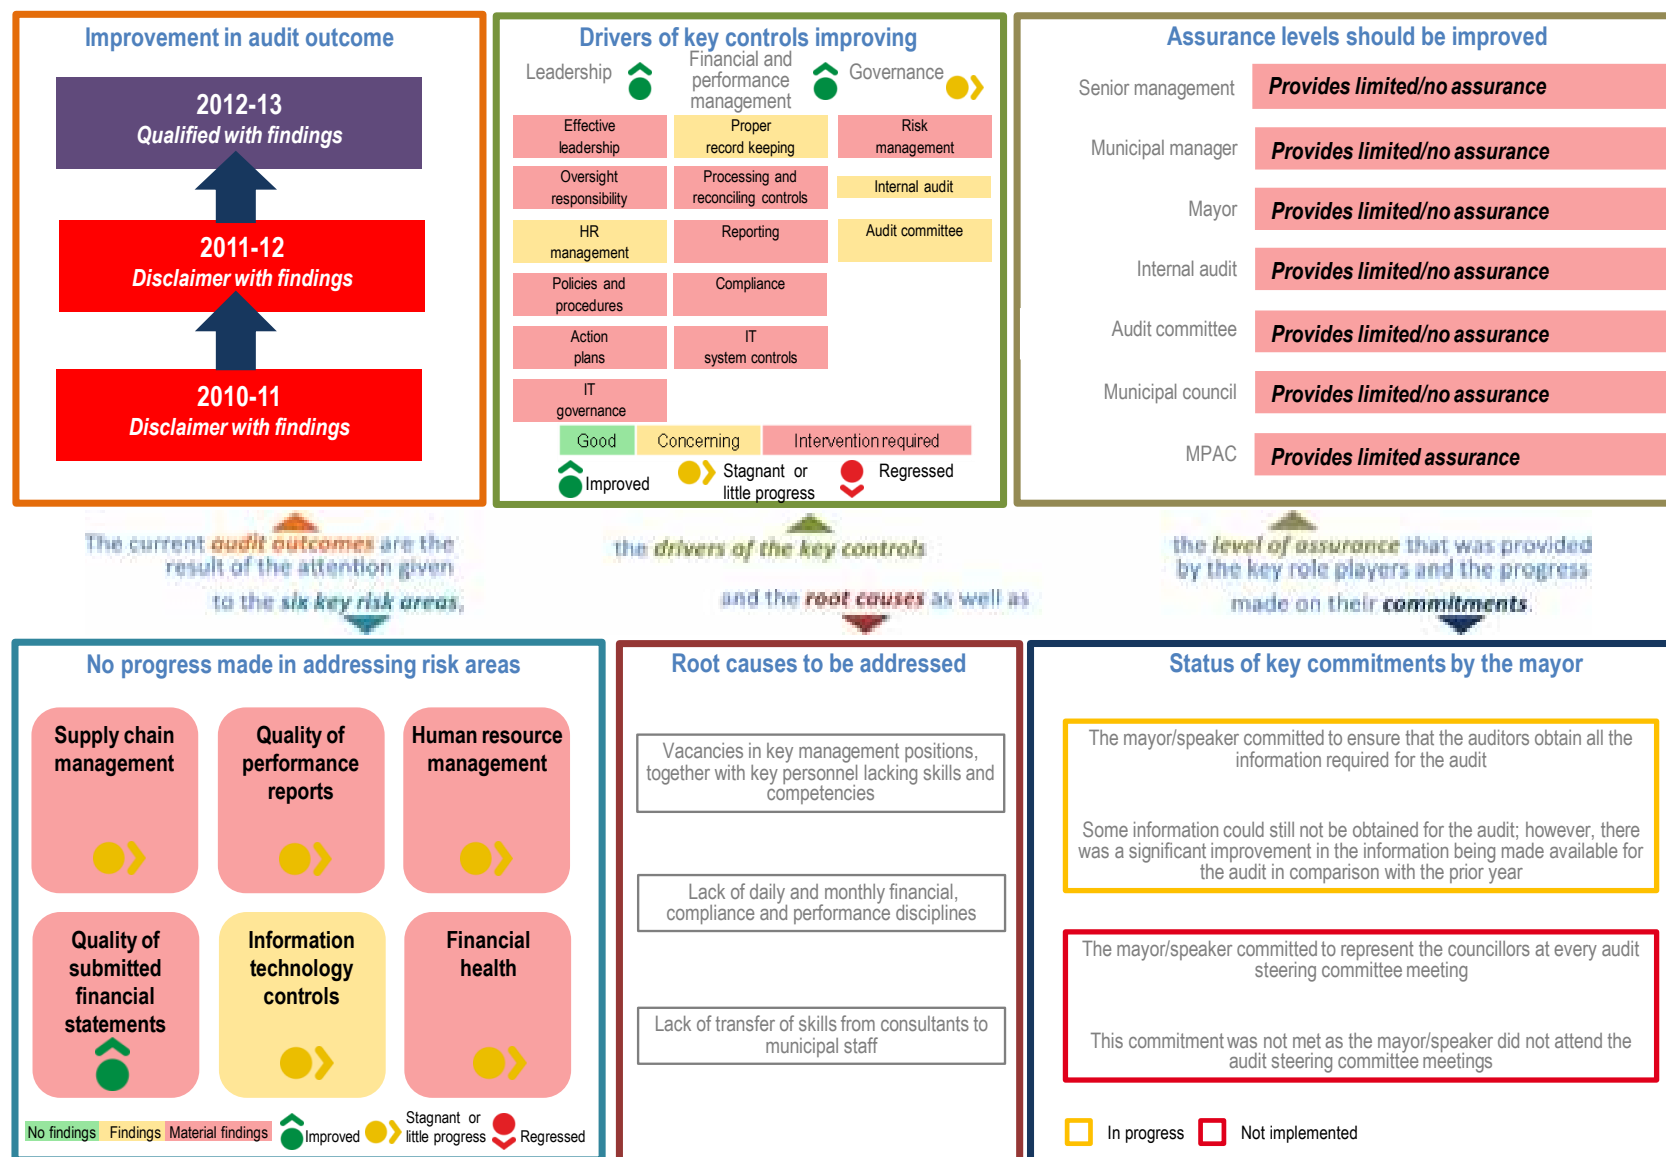 Improvement in audit outcome
2012-13
Qualified with findings
2011-12
Disclaimer with findings
2010-11
Disclaimer with findings
Drivers of key controls improving
Leadership
Financial and
performance
management
Governance
Effective
leadership
Proper
record keeping
Risk
management
Oversight
responsibility
Processing and
reconciling controls
Internal audit
HR
management
Reporting
Audit committee
Policies and
procedures
Compliance
Action
plans
IT
system controls
IT
governance
Good
Concerning
Intervention required
Improved
Stagnant or
little progress
Regressed
Assurance levels should be improved
Senior management
Provides limited/no assurance
Municipal manager
Provides limited/no assurance
Mayor
Provides limited/no assurance
Internal audit
Provides limited/no assurance
Audit committee
Provides limited/no assurance
Municipal council
Provides limited/no assurance
MPAC
Provides limited assurance
The current audit outcomes are the
result of the attention given
to the six key risk areas,
the drivers of the key controls
and the root causes as well as
the level of assurance that was provided
by the key role players and the progress
made on their commitments.
No progress made in addressing risk areas
Supply chain
management
Quality of
performance
reports
Human resource
management
Quality of
submitted
financial
statements
Information
technology
controls
Financial
health
No findings
Findings
Material findings
Improved
Stagnant or
little progress
Regressed
Root causes to be addressed
Vacancies in key management positions,
together with key personnel lacking skills and
competencies
Lack of daily and monthly financial,
compliance and performance disciplines
Lack of transfer of skills from consultants to
municipal staff
Status of key commitments by the mayor
The mayor/speaker committed to ensure that the auditors obtain all the
information required for the audit
Some information could still not be obtained for the audit; however, there
was a significant improvement in the information being made available for
the audit in comparison with the prior year
The mayor/speaker committed to represent the councillors at every audit
steering committee meeting
This commitment was not met as the mayor/speaker did not attend the
audit steering committee meetings
In progress
Not implemented